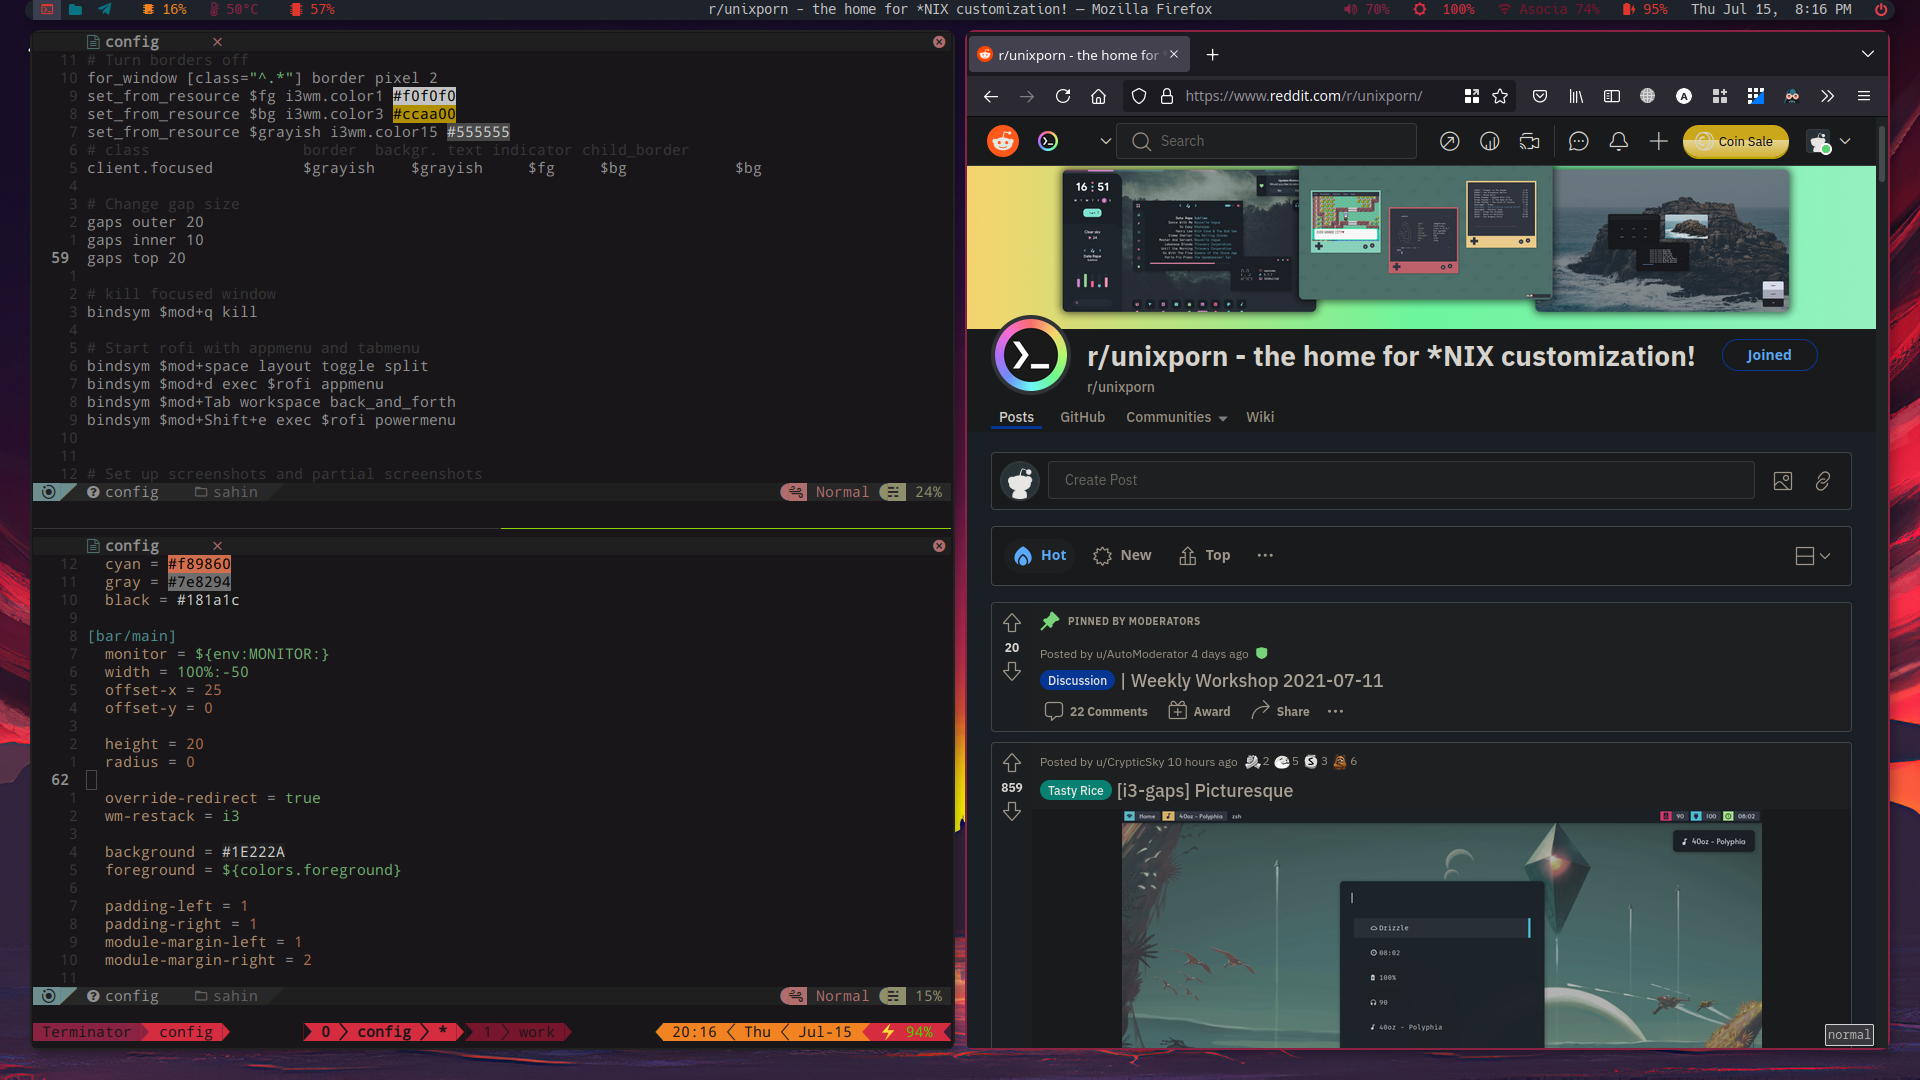 16% 50°C 57% r/unixporn - the home for *NIX customization! — Mozilla Firefox 70% 100% Asocia 74% 95% Thu Jul 15, 8:16 PM
config ×
11 # Turn borders off
10 for_window [class="^.*"] border pixel 2
9 set_from_resource $fg i3wm.color1 #f0f0f0
8 set_from_resource $bg i3wm.color3 #ccaa00
7 set_from_resource $grayish i3wm.color15 #555555
6 # class border backgr. text indicator child_border
5 client.focused $grayish $grayish $fg $bg $bg
4
3 # Change gap size
2 gaps outer 20
1 gaps inner 10
59 gaps top 20
1
2 # kill focused window
3 bindsym $mod+q kill
4
5 # Start rofi with appmenu and tabmenu
6 bindsym $mod+space layout toggle split
7 bindsym $mod+d exec $rofi appmenu
8 bindsym $mod+Tab workspace back_and_forth
9 bindsym $mod+Shift+e exec $rofi powermenu
10
11
12 # Set up screenshots and partial screenshots
config sahin Normal 24%
config ×
12 cyan = #f89860
11 gray = #7e8294
10 black = #181a1c
9
8 [bar/main]
7 monitor = ${env:MONITOR:}
6 width = 100%:-50
5 offset-x = 25
4 offset-y = 0
3
2 height = 20
1 radius = 0
62
1 override-redirect = true
2 wm-restack = i3
3
4 background = #1E222A
5 foreground = ${colors.foreground}
6
7 padding-left = 1
8 padding-right = 1
9 module-margin-left = 1
10 module-margin-right = 2
11
config sahin Normal 15%
Terminator config 0 config * 1 work 20:16 Thu Jul-15 94%
r/unixporn - the home for ×
https://www.reddit.com/r/unixporn/
Search
Coin Sale
16:51
r/unixporn - the home for *NIX customization!
Joined
r/unixporn
Posts GitHub Communities Wiki
Create Post
Hot New Top ...
PINNED BY MODERATORS
20
Posted by u/AutoModerator 4 days ago
Discussion | Weekly Workshop 2021-07-11
22 Comments Award Share ...
Posted by u/CrypticSky 10 hours ago 2 5 3 6
859
Tasty Rice [i3-gaps] Picturesque
Home 40oz - Polyphia zsh 90 100 08:02
40oz - Polyphia
Drizzle
08:02
100%
90
40oz - Polyphia
normal